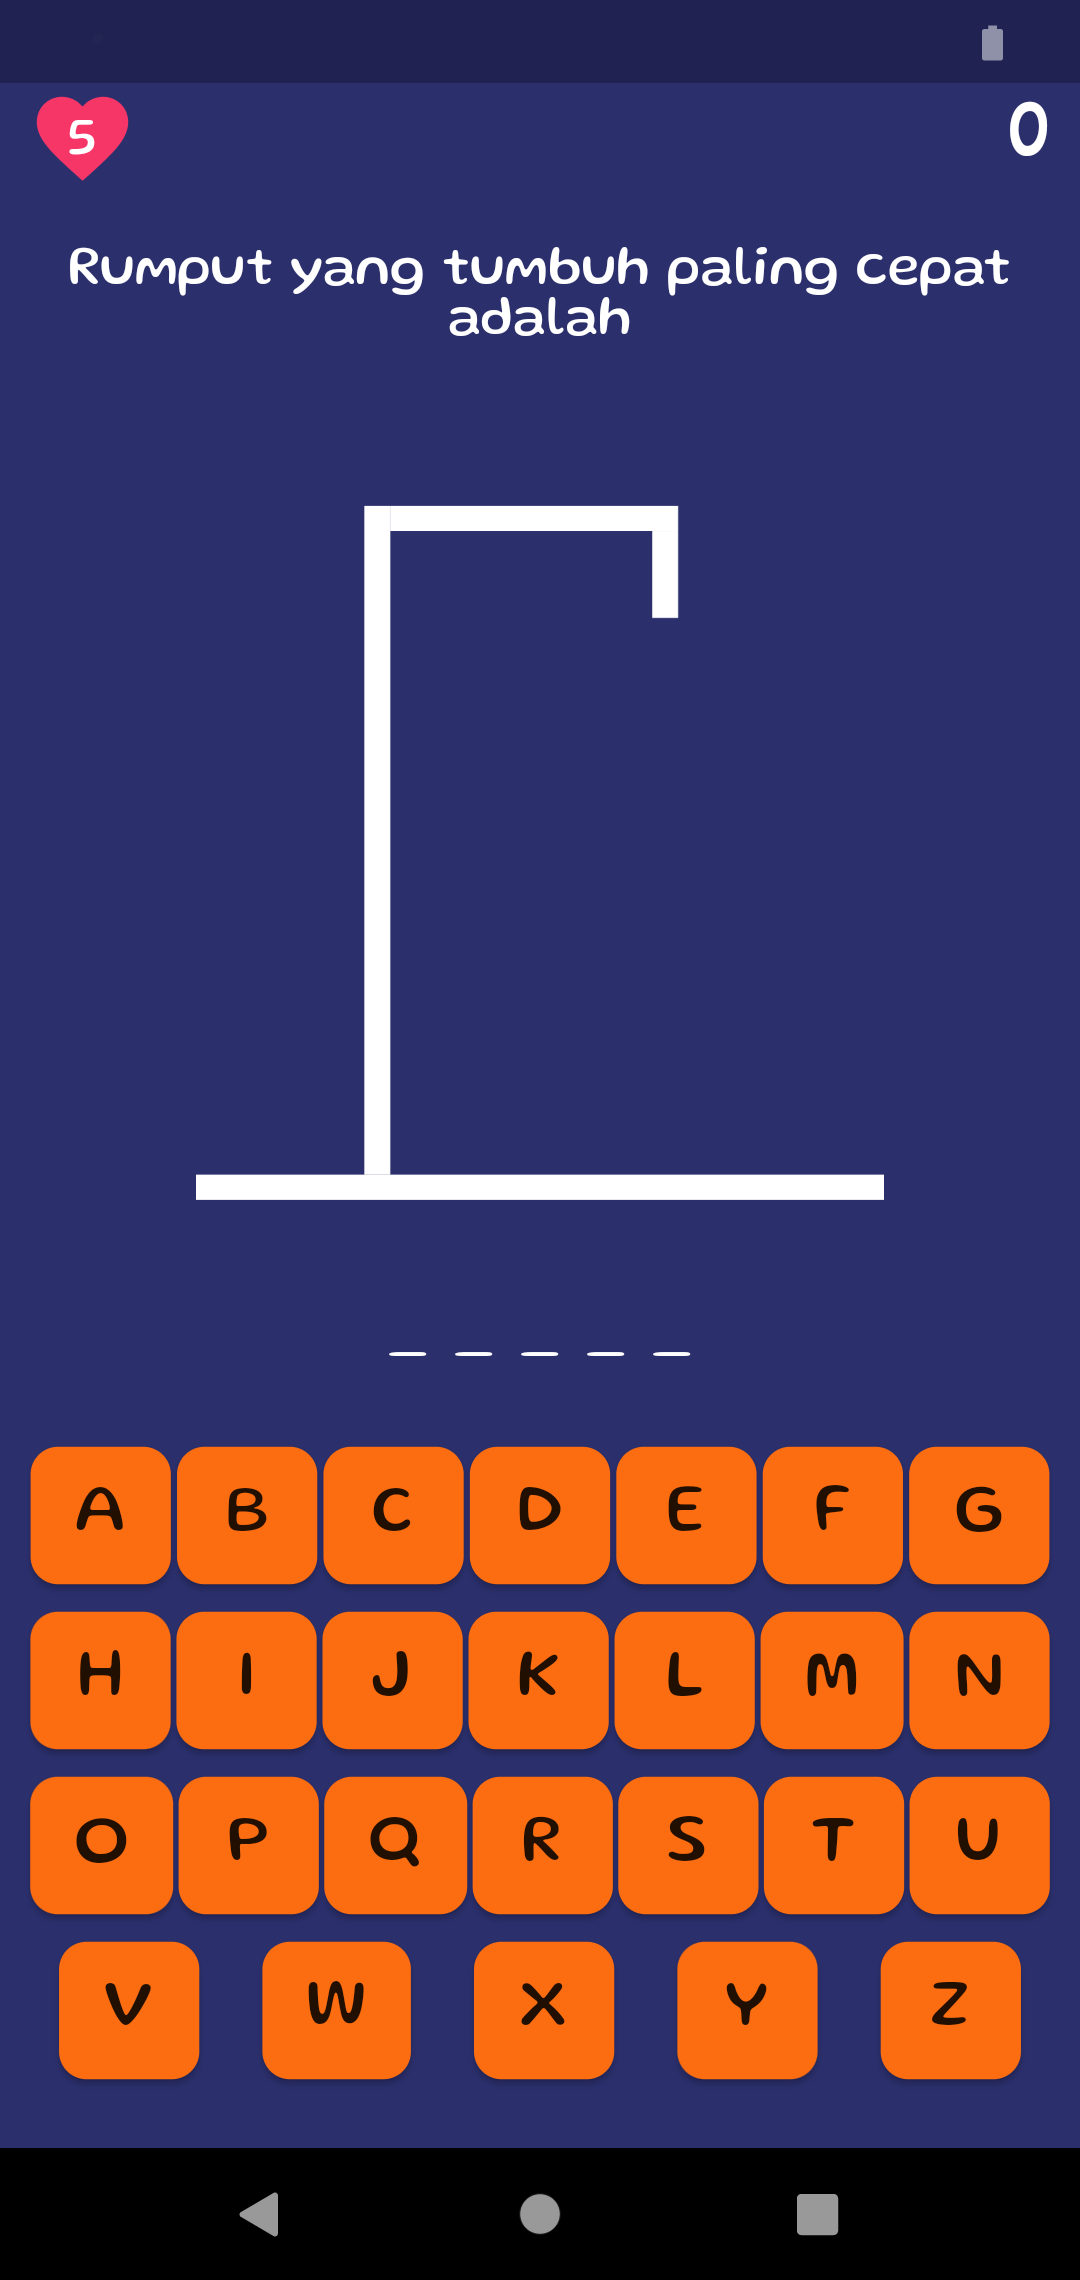 5
0
Rumput yang tumbuh paling cepat
adalah
_ _ _ _ _
A B C D E F G
H I J K L M N
O P Q R S T U
V W X Y Z